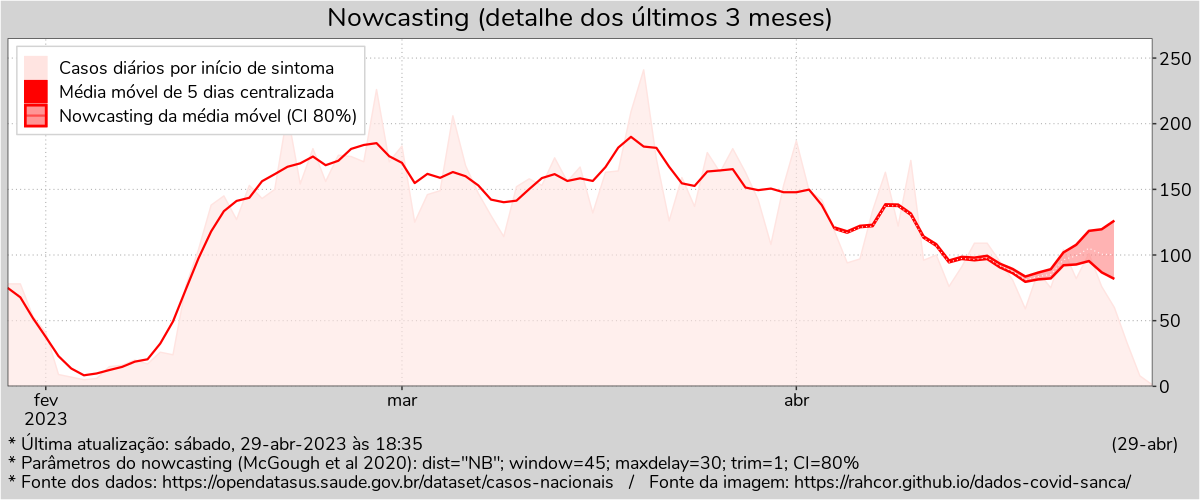 Nowcasting (detalhe dos últimos 3 meses)
Casos diários por início de sintoma
Média móvel de 5 dias centralizada
Nowcasting da média móvel (CI 80%)
250
200
150
100
50
0
fev
mar
abr
2023
* Última atualização: sábado, 29-abr-2023 às 18:35
(29-abr)
* Parâmetros do nowcasting (McGough et al 2020): dist="NB"; window=45; maxdelay=30; trim=1; CI=80%
* Fonte dos dados: https://opendatasus.saude.gov.br/dataset/casos-nacionais / Fonte da imagem: https://rahcor.github.io/dados-covid-sanca/